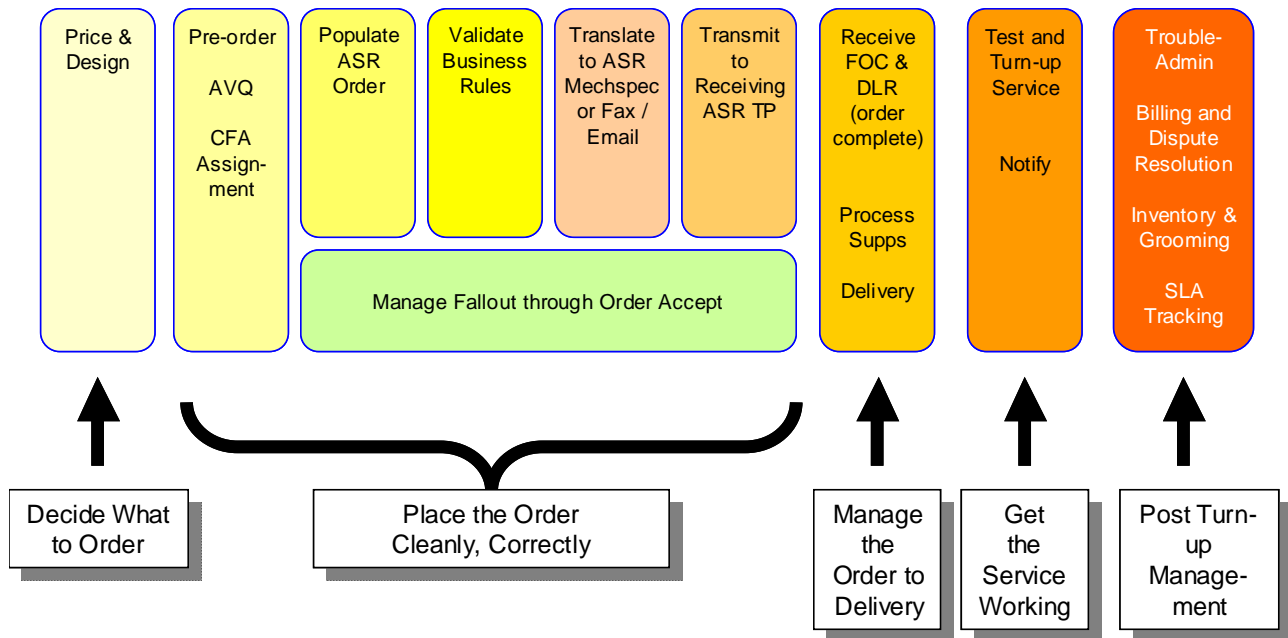 Price &
Design
Pre-order
AVQ
CFA
Assign-
ment
Populate
ASR
Order
Validate
Business
Rules
Translate
to ASR
Mechspec
or Fax /
Email
Transmit
to
Receiving
ASR TP
Manage Fallout through Order Accept
Receive
FOC &
DLR
(order
complete)
Process
Supps
Delivery
Test and
Turn-up
Service
Notify
Trouble-
Admin
Billing and
Dispute
Resolution
Inventory &
Grooming
SLA
Tracking
Decide What
to Order
Place the Order
Cleanly, Correctly
Manage
the
Order to
Delivery
Get
the
Service
Working
Post Turn-
up
Manage-
ment